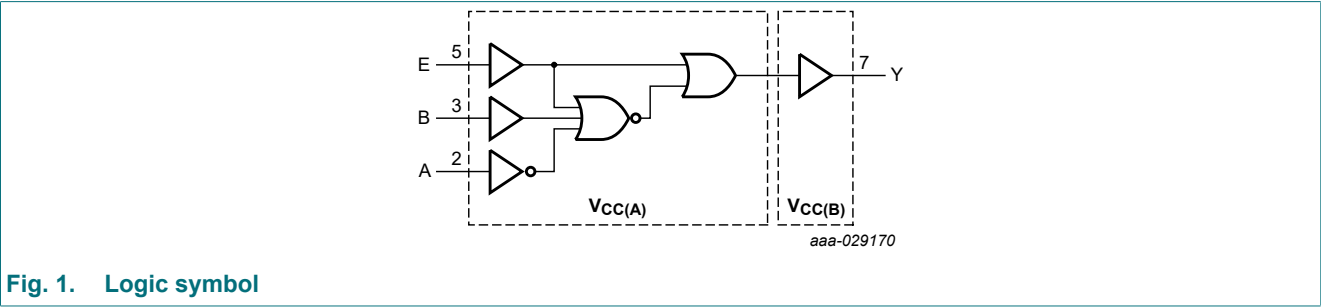 E 5
B 3
A 2
7 Y
VCC(A)
VCC(B)
aaa-029170
Fig. 1. Logic symbol